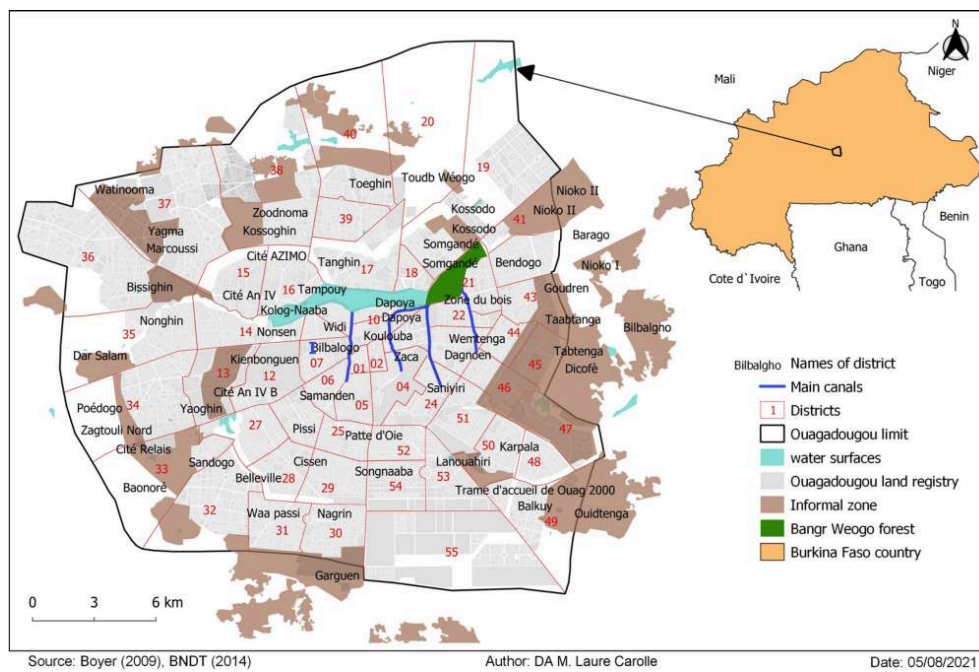 N
Niger
Mali
Benin
Ghana
Togo
Cote d`Ivoire
20
40
19
38
Toudb Wéogo
Nioko II
Watinooma
37
Toeghin
Kossodo
Nioko II
41
Zoodnoma
39
Kossodo
Yagma
Kossoghin
Somgandé
Barago
Marcoussi
36
Cité AZIMO
Tanghin
17
Somgandé
Bendogo
Nioko I
15
18
21
Bissighin
Cité An IV
16
Tampouy
Goudren
Kolog-Naaba
Dapoya
Zone du bois
43
Nonghin
35
14
Nonsen
Widi
10
Dapoya
22
Taabtanga
Bilbalgho
Koulouba
Wemtenga
44
Dar Salam
Kienbonguen
07
Bilbalogo
Zaca
Dagnoen
Tabtenga
45
13
12
01
02
Dicofè
Cité An IV B
06
04
46
Samanden
Saniyiri
34
Poédogo
Yaoghin
05
24
27
Pissi
25
Patte d'Oie
51
47
Zagtouli Nord
52
50
Karpala
Cité Relais
33
Sandogo
Cissen
Songnaaba
Lanouahiri
48
Baonoré
Belleville
28
29
54
53
Trame d'accueil de Ouag 2000
32
Waa passi
Nagrin
Balkuy
49
Ouidtenga
31
30
55
Garguen
Bilbalgho
Names of district
Main canals
1
Districts
Ouagadougou limit
water surfaces
Ouagadougou land registry
Informal zone
Bangr Weogo forest
Burkina Faso country
0 3 6 km
Source: Boyer (2009), BNDT (2014)
Author: DA M. Laure Carolle
Date: 05/08/2021